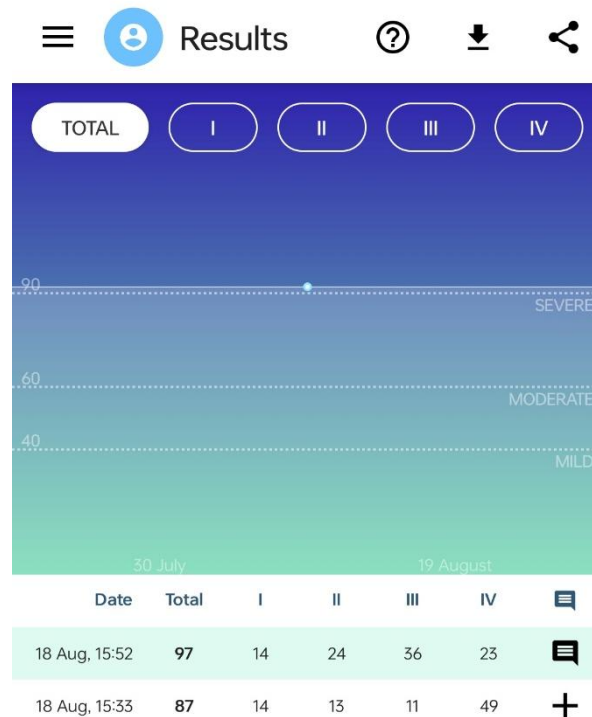 Results
TOTAL I II III IV
90
SEVERE
60
MODERATE
40
MILD
30 July 19 August
Date Total I II III IV
18 Aug, 15:52 97 14 24 36 23
18 Aug, 15:33 87 14 13 11 49